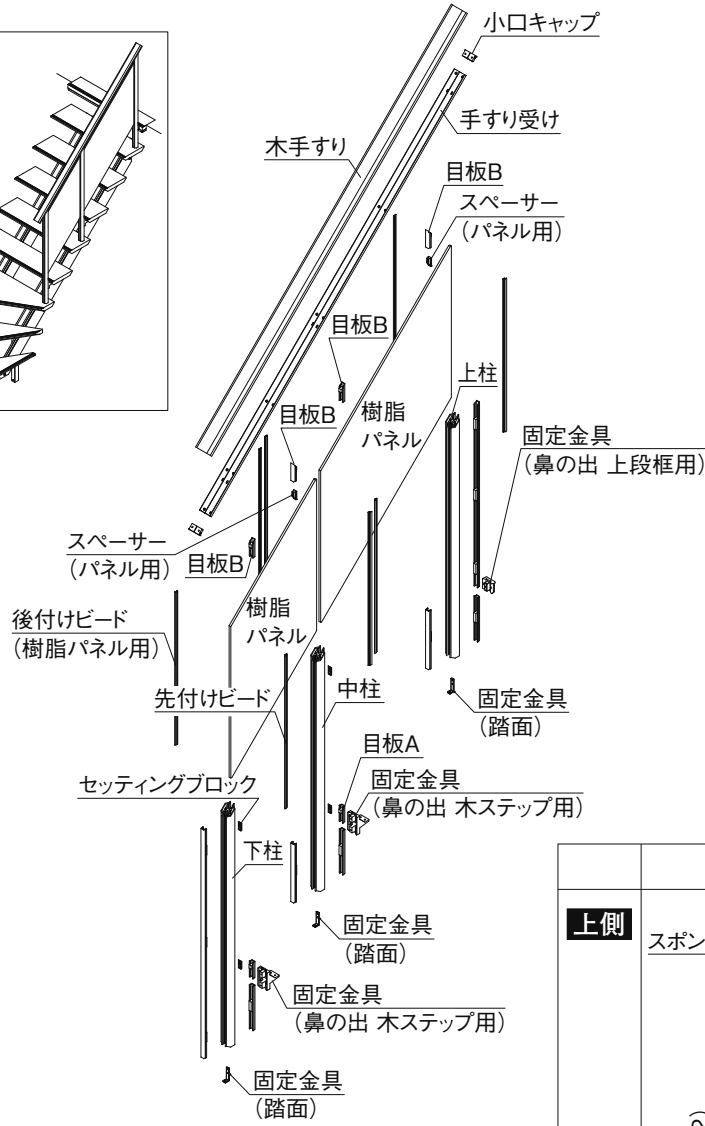 小口キャップ
手すり受け
木手すり
目板B
スペーサー
(パネル用)
目板B
上柱
目板B
樹脂
パネル
固定金具
(鼻の出 上段框用)
スペーサー
(パネル用)
目板B
樹脂
パネル
後付けビード
(樹脂パネル用)
先付けビード
中柱
固定金具
(踏面)
目板A
セッティングブロック
固定金具
(鼻の出 木ステップ用)
下柱
上側
スポン
固定金具
(踏面)
固定金具
(鼻の出 木ステップ用)
固定金具
(踏面)